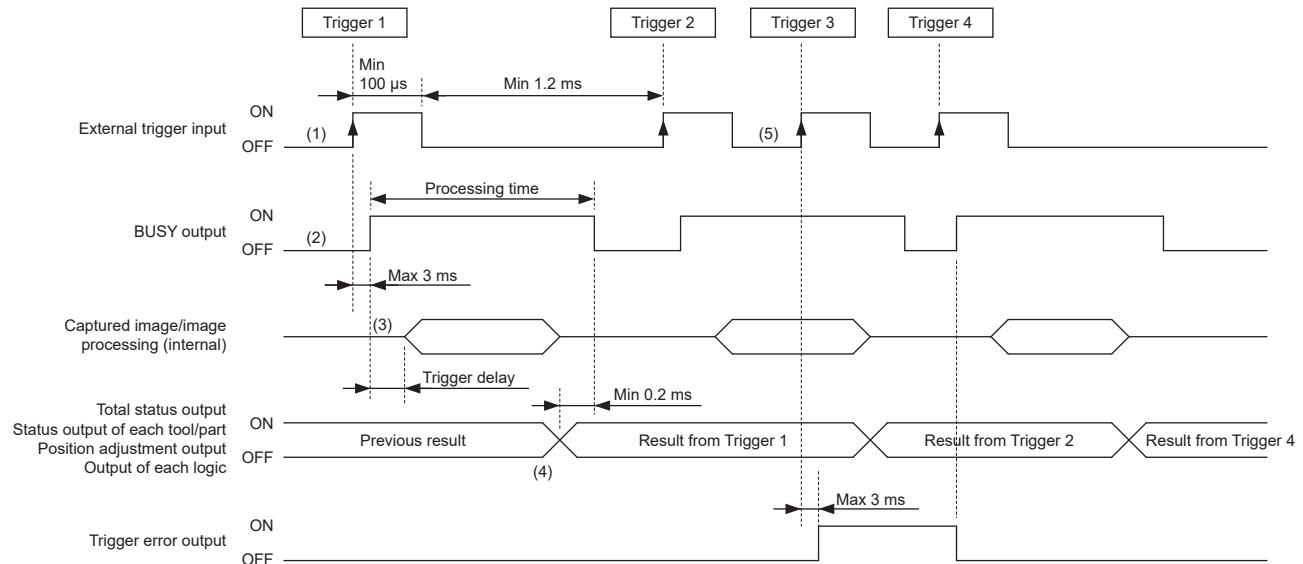 Trigger 1
Trigger 2
Trigger 3
Trigger 4
Min
100 µs
Min 1.2 ms
External trigger input
ON
OFF
(1)
(5)
Processing time
BUSY output
ON
OFF
(2)
Max 3 ms
Captured image/image
processing (internal)
(3)
Trigger delay
Min 0.2 ms
Total status output
Status output of each tool/part
Position adjustment output
Output of each logic
ON
OFF
Previous result
Result from Trigger 1
Result from Trigger 2
Result from Trigger 4
(4)
Max 3 ms
Trigger error output
ON
OFF